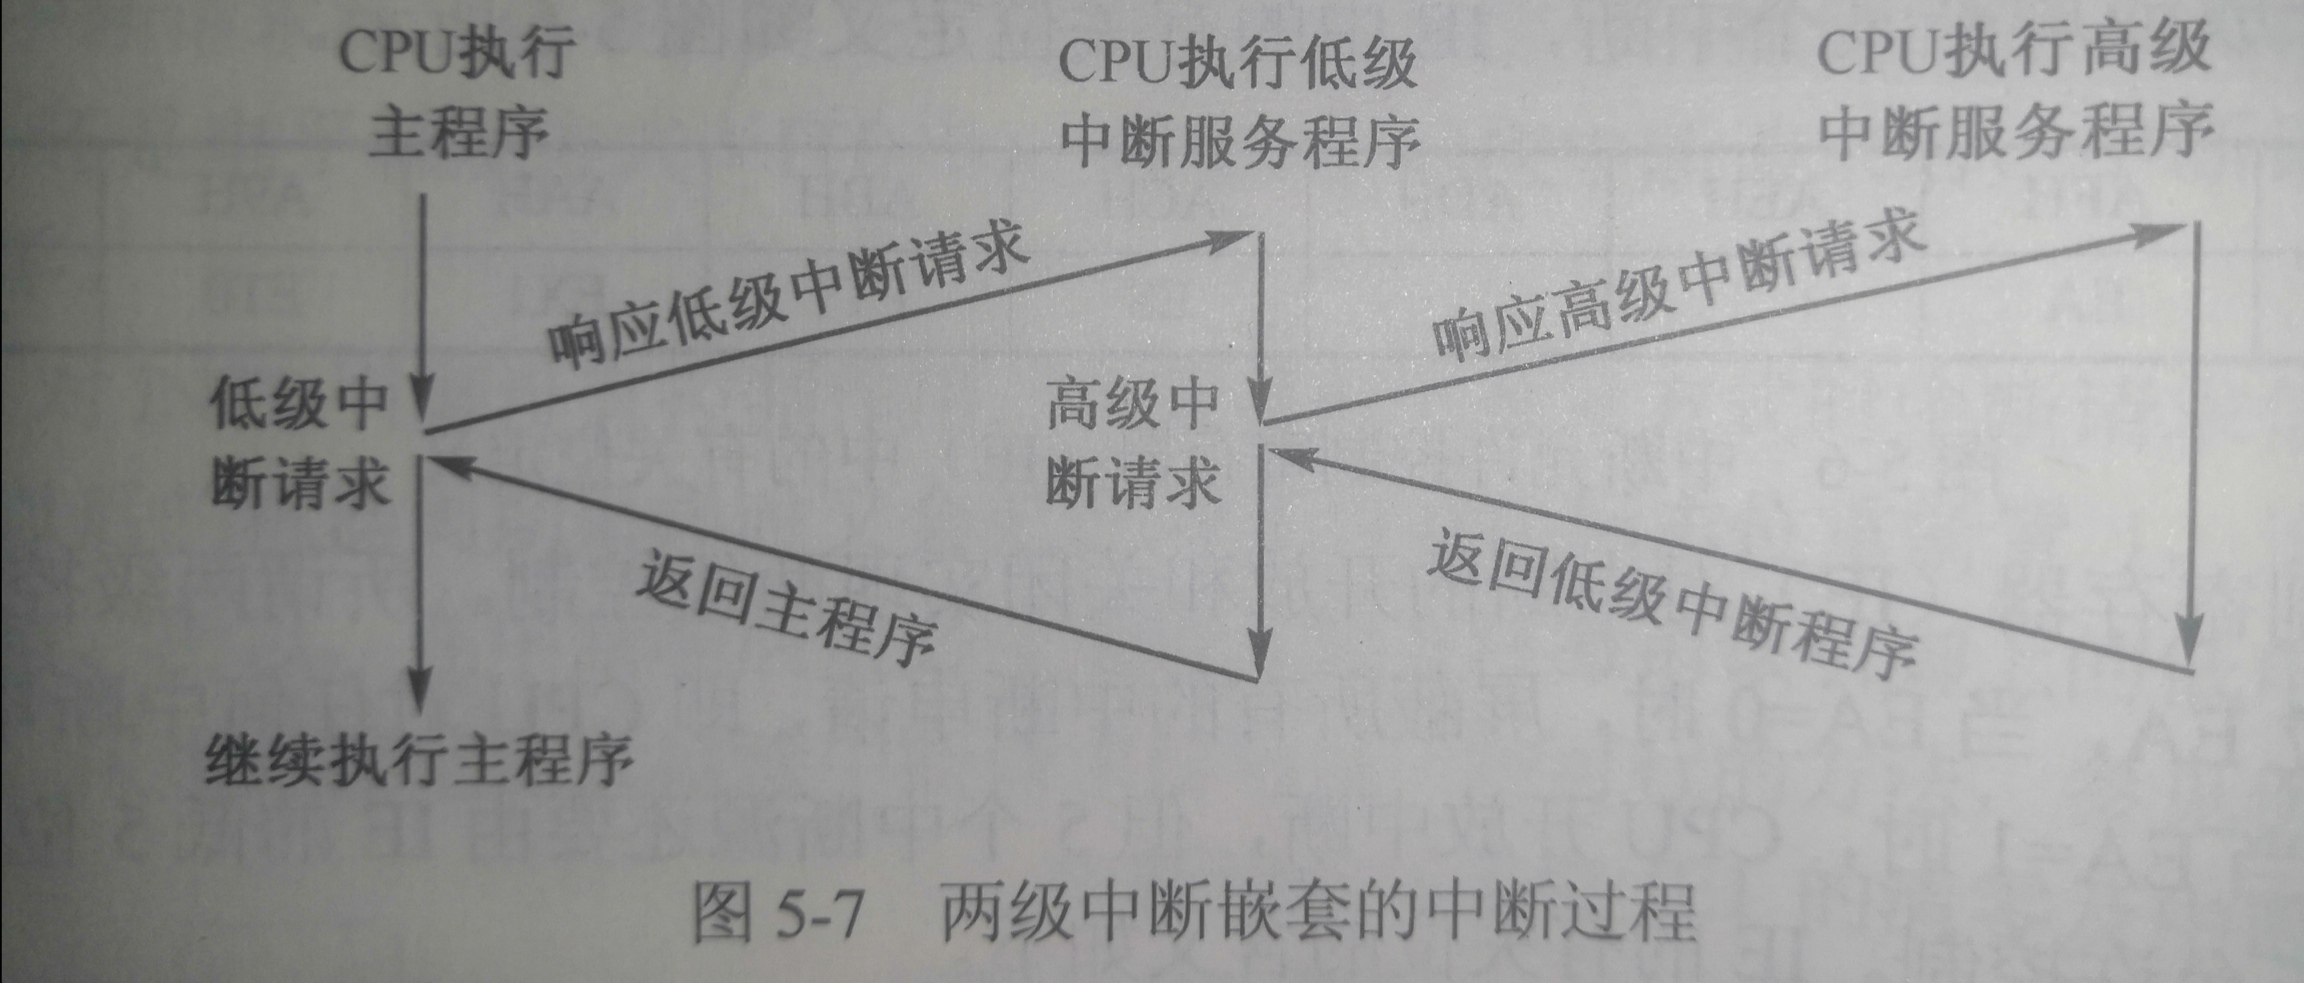 CPU执行
主程序
CPU执行低级
中断服务程序
CPU执行高级
中断服务程序
响应低级中断请求
响应高级中断请求
低级中
断请求
高级中
断请求
返回主程序
返回低级中断程序
继续执行主程序
图 5-7 两级中断嵌套的中断过程